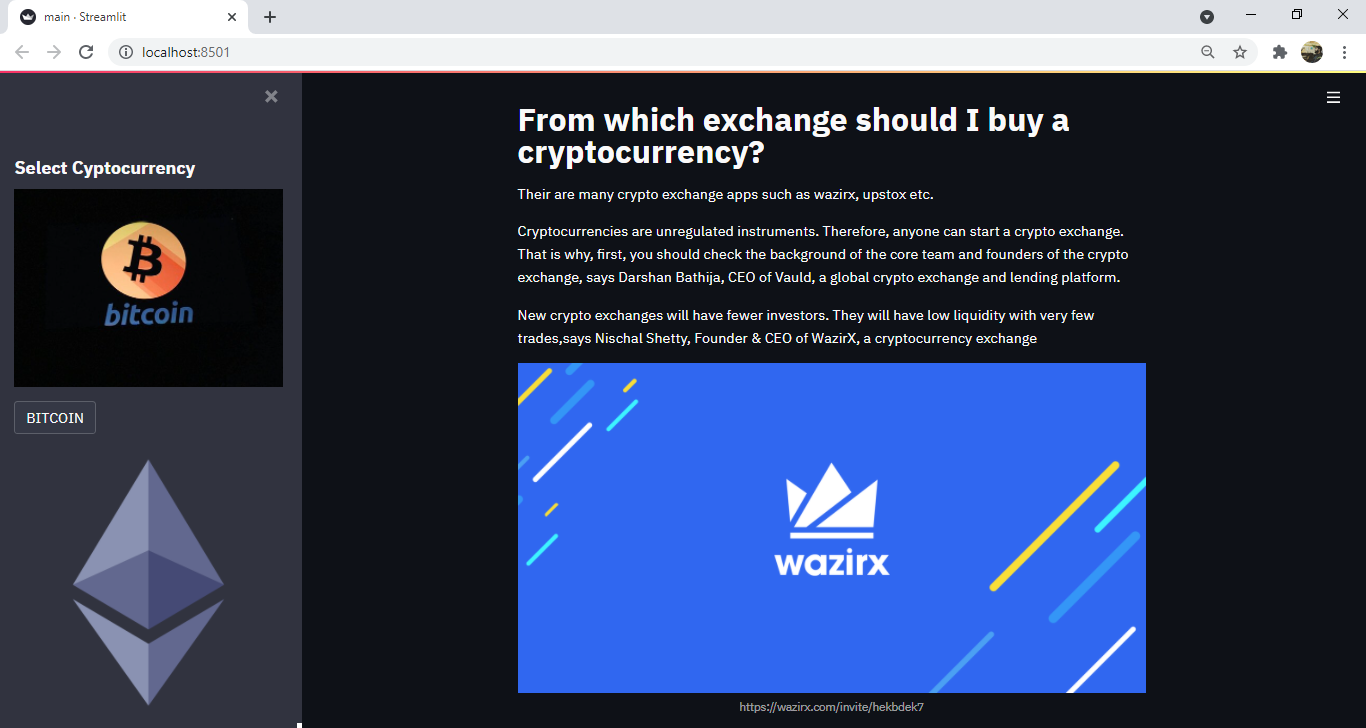 main · Streamlit
localhost:8501
Select Cyptocurrency
bitcoin
BITCOIN
From which exchange should I buy a
cryptocurrency?
Their are many crypto exchange apps such as wazirx, upstox etc.
Cryptocurrencies are unregulated instruments. Therefore, anyone can start a crypto exchange.
That is why, first, you should check the background of the core team and founders of the crypto
exchange, says Darshan Bathija, CEO of Vauld, a global crypto exchange and lending platform.
New crypto exchanges will have fewer investors. They will have low liquidity with very few
trades,says Nischal Shetty, Founder & CEO of WazirX, a cryptocurrency exchange
wazirx
https://wazirx.com/invite/hekbdek7